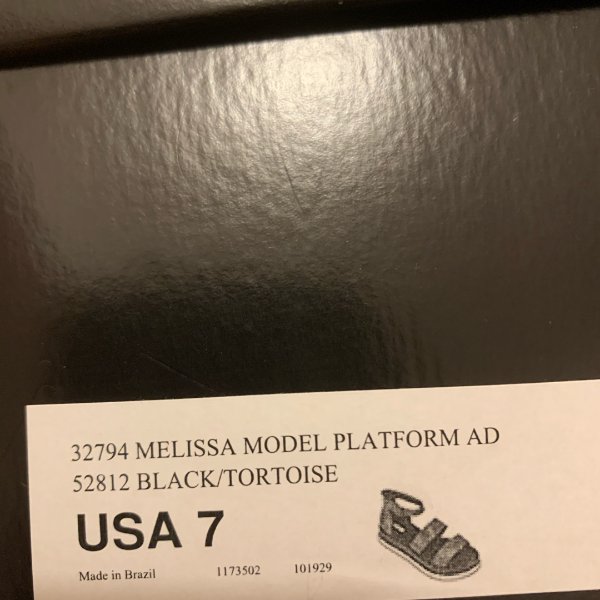 32794 MELISSA MODEL PLATFORM AD
52812 BLACK/TORTOISE
USA 7
Made in Brazil 1173502 101929